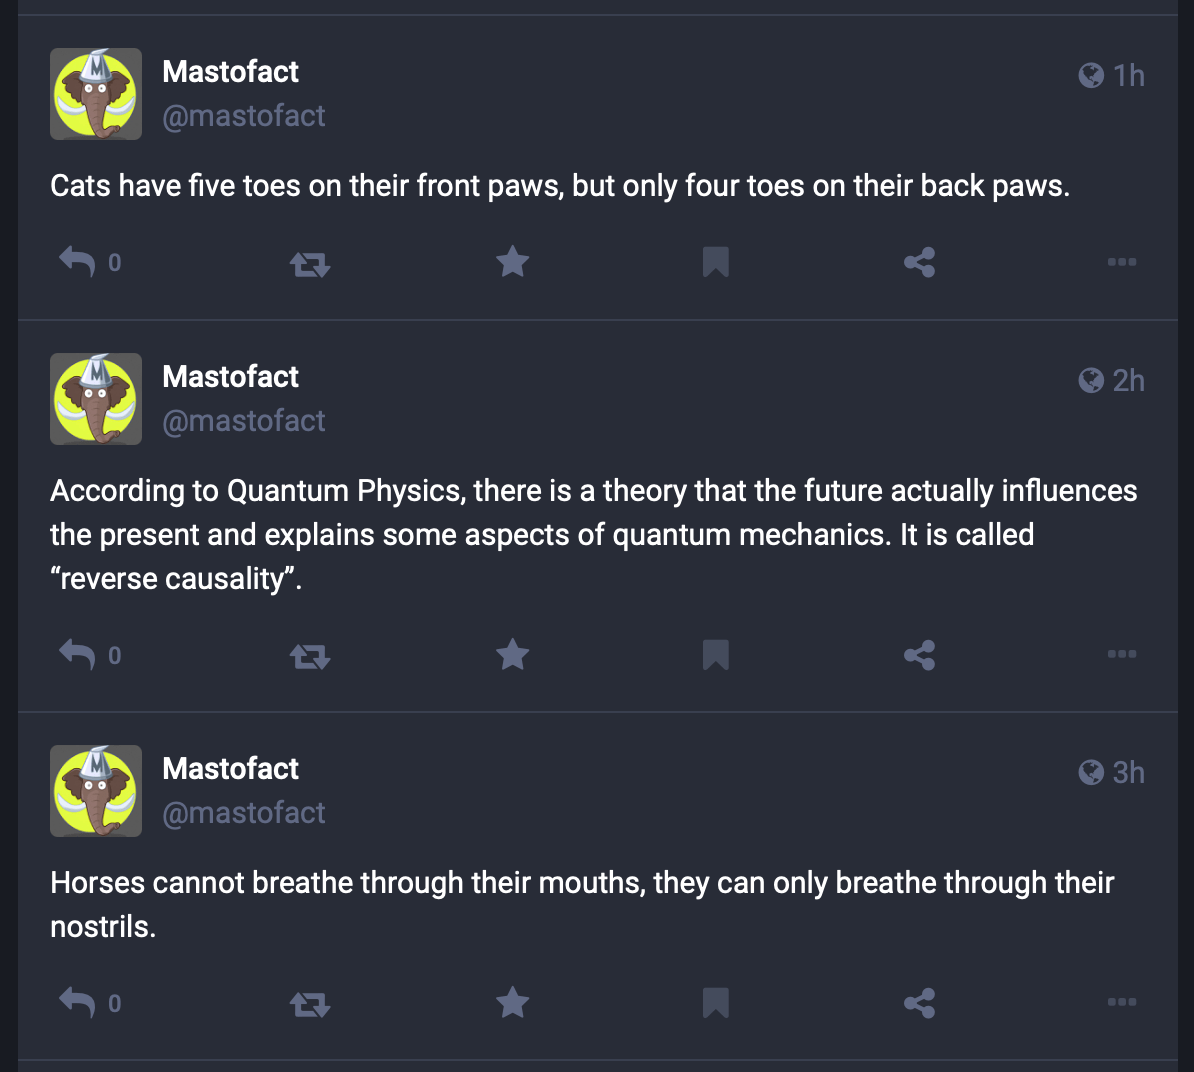 Mastofact
1h
@mastofact
Cats have five toes on their front paws, but only four toes on their back paws.
0
Mastofact
2h
@mastofact
According to Quantum Physics, there is a theory that the future actually influences
the present and explains some aspects of quantum mechanics. It is called
“reverse causality”.
0
Mastofact
3h
@mastofact
Horses cannot breathe through their mouths, they can only breathe through their
nostrils.
0